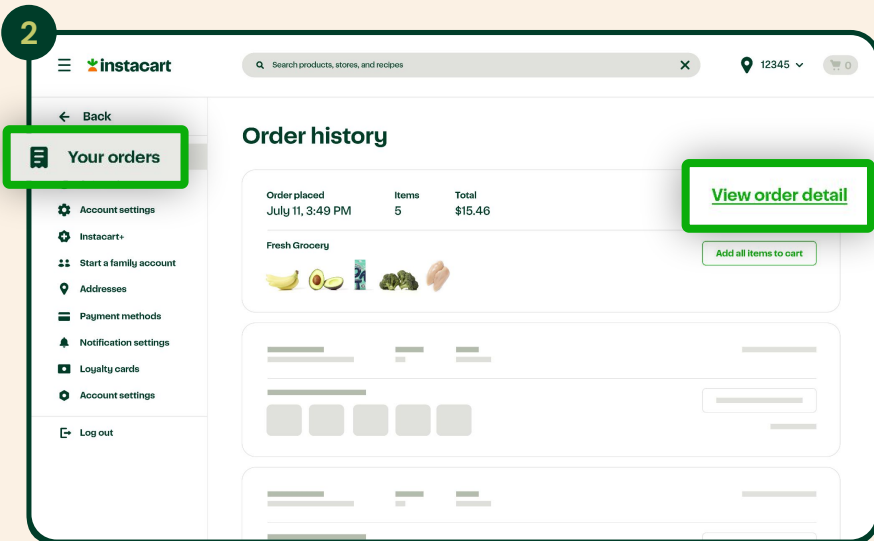 2
instacart
Search products, stores, and recipes
12345
0
Back
Your orders
Account settings
Instacart+
Start a family account
Addresses
Payment methods
Notification settings
Loyalty cards
Account settings
Log out
Order history
Order placed Items Total
July 11, 3:49 PM 5 $15.46
View order detail
Fresh Grocery
Add all items to cart